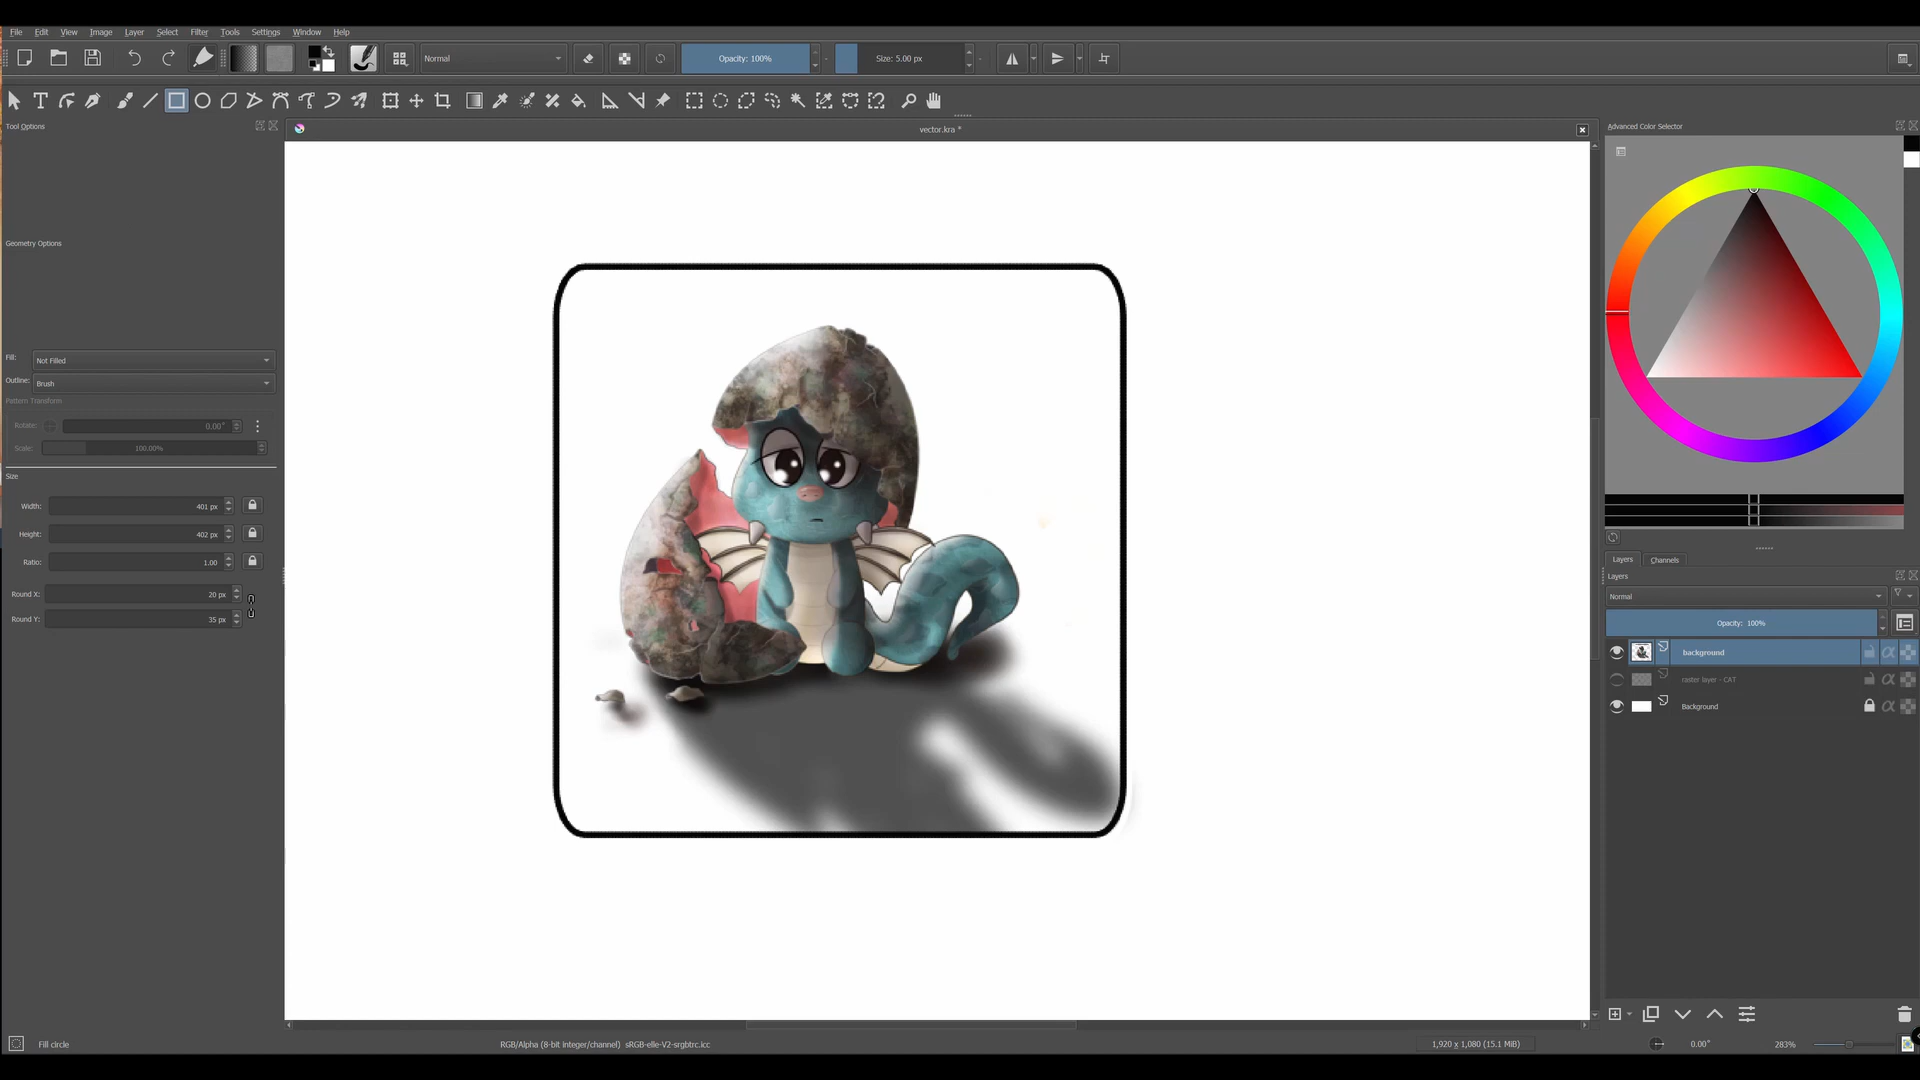 File Edit View Image Layer Select Filter Tools Settings Window Help
Normal Opacity: 100% Size: 5.00 px
Tool Options
vector.kra *
Advanced Color Selector
Geometry Options
Fill: Not Filled
Outline: Brush
Pattern Transform
Rotate: 0.00°
Scale: 100.00%
Size
Width: 401 px
Height: 402 px
Ratio: 1.00
Round X: 20 px
Round Y: 35 px
Layers Channels
Layers
Normal
Opacity: 100%
background
raster layer - CAT
Background
Fill circle
RGB/Alpha (8-bit integer/channel) sRGB-elle-V2-srgbtrc.icc
1,920 x 1,080 (15.1 MiB)
0.00°
283%